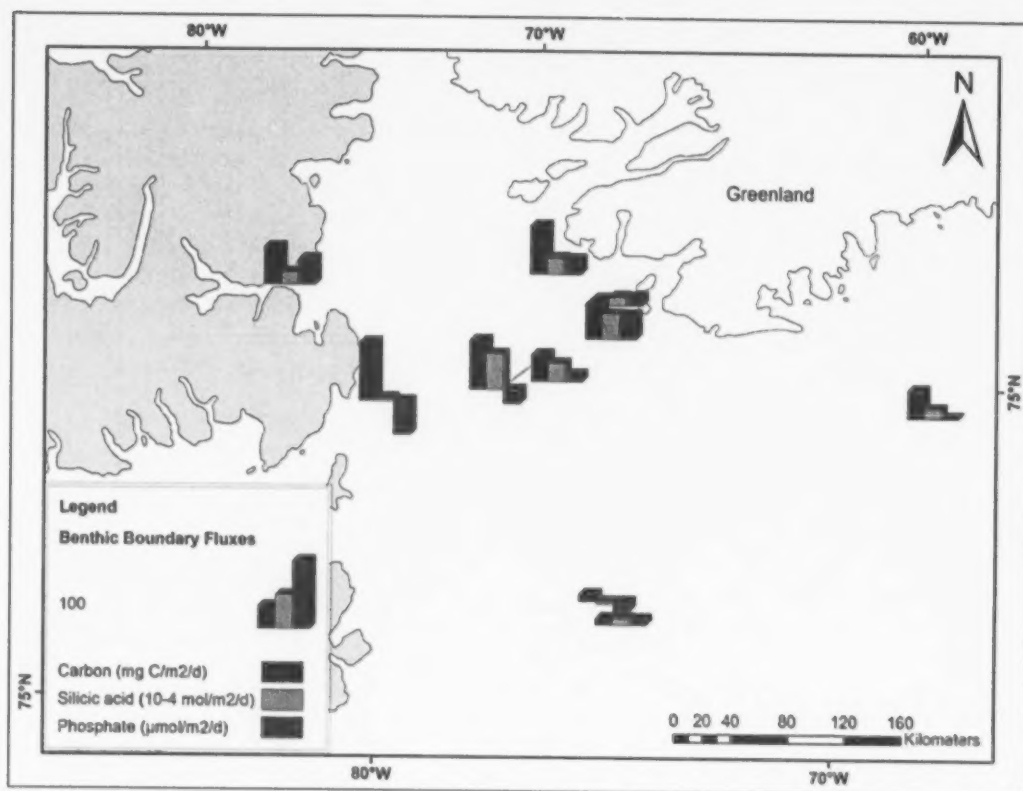 80°W 70°W 60°W
N
Greenland
75°N
Legend
Benthic Boundary Fluxes
100
Carbon (mg C/m2/d)
Silicic acid (10-4 mol/m2/d)
Phosphate (µmol/m2/d)
75°N
0 20 40 80 120 160
Kilometers
80°W 70°W